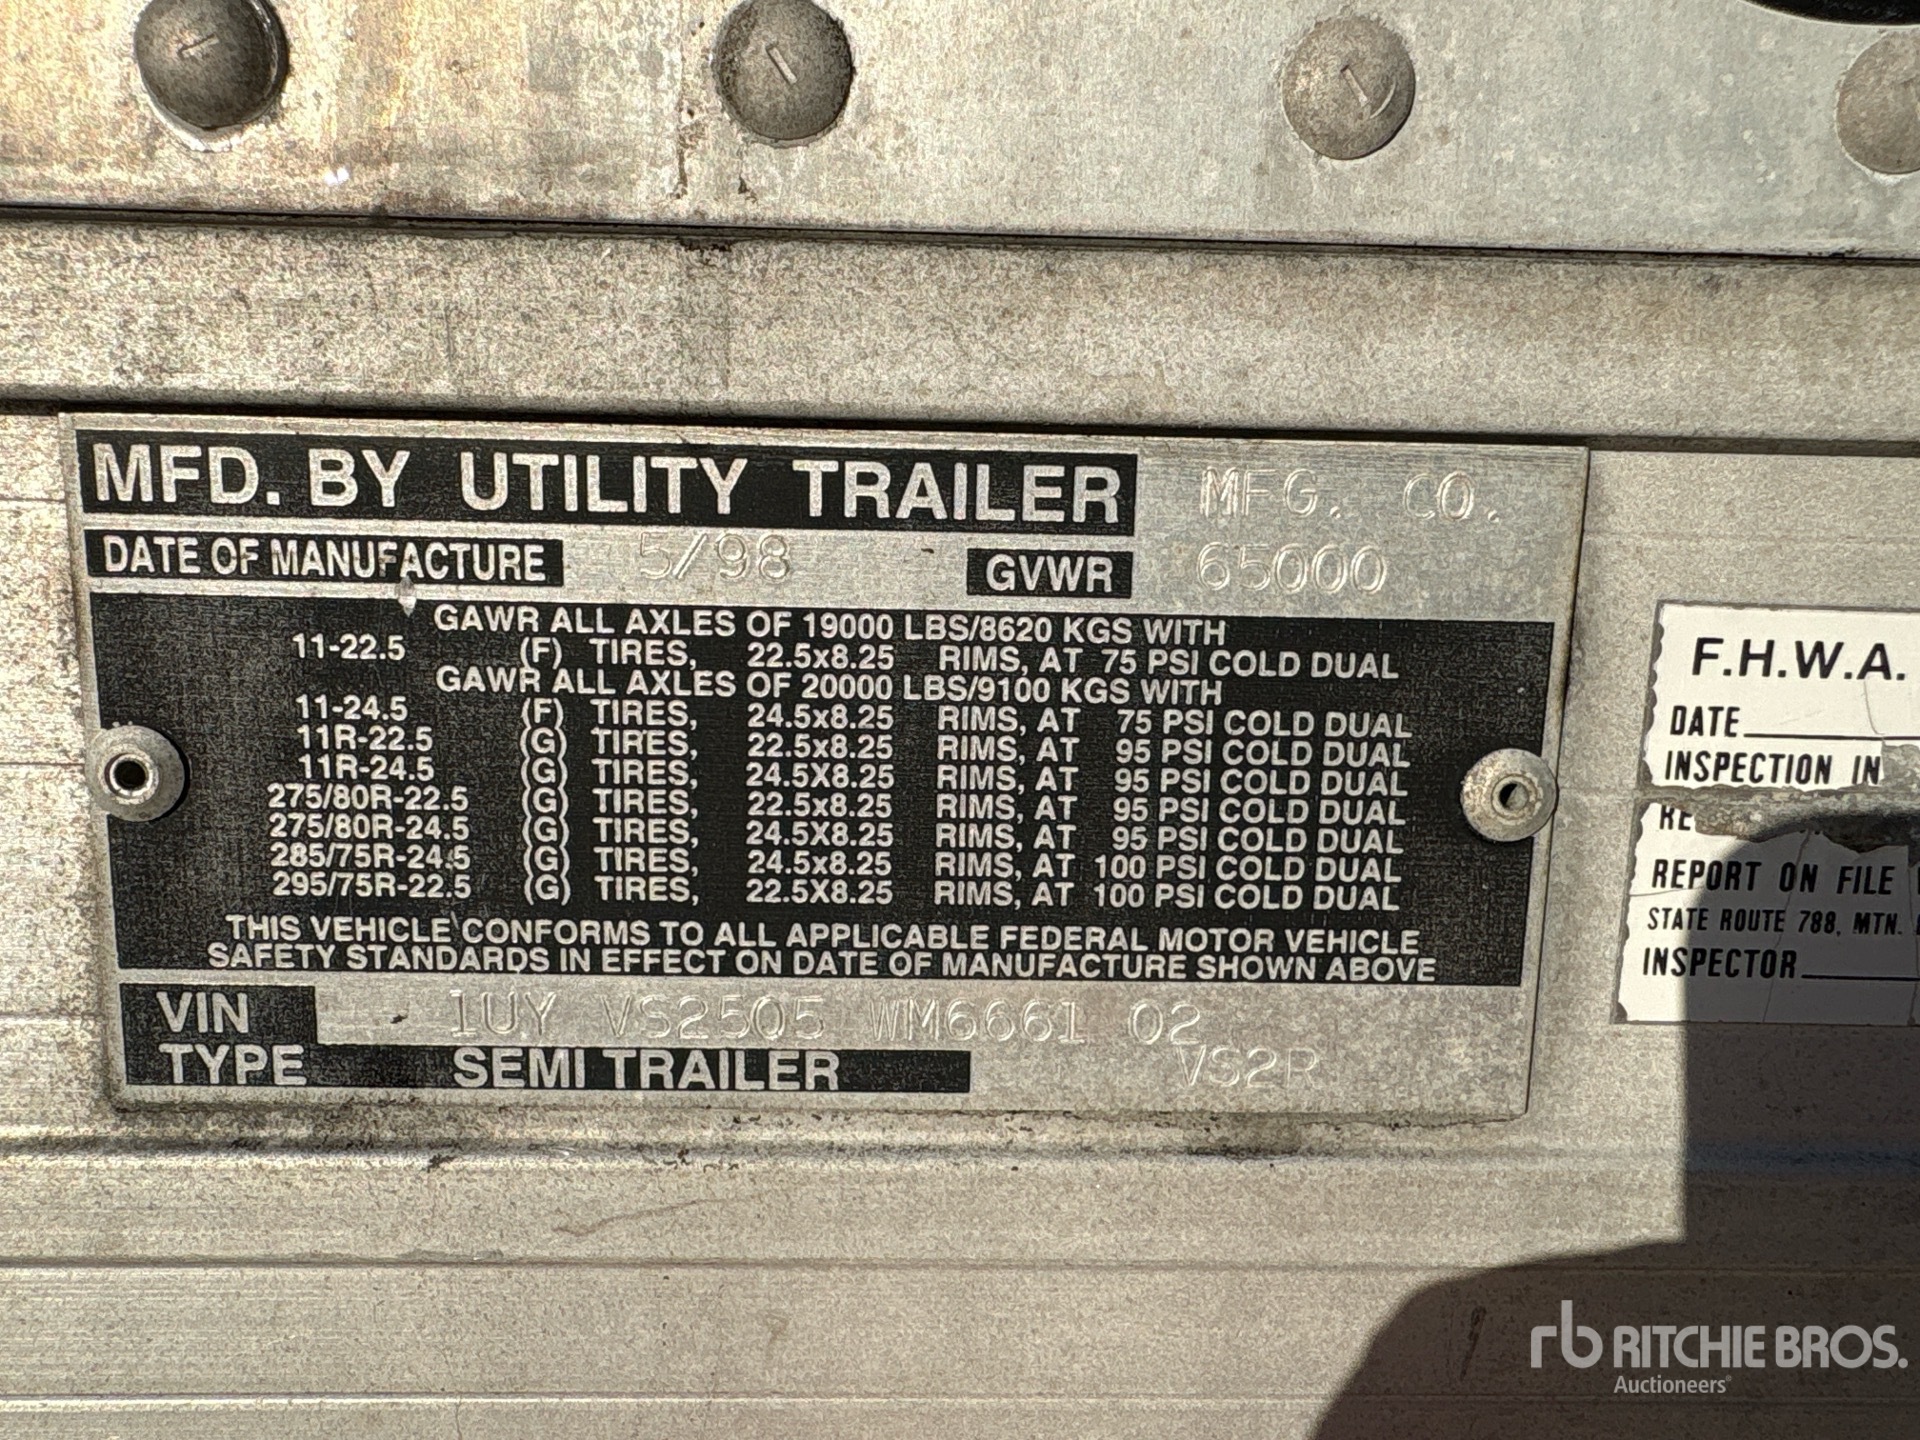 MFD. BY UTILITY TRAILER MFG. CO.
DATE OF MANUFACTURE 5/98 GVWR 65000
GAWR ALL AXLES OF 19000 LBS/8620 KGS WITH
11-22.5 (F) TIRES, 22.5x8.25 RIMS, AT 75 PSI COLD DUAL
GAWR ALL AXLES OF 20000 LBS/9100 KGS WITH
11-24.5 (F) TIRES, 24.5x8.25 RIMS, AT 75 PSI COLD DUAL
11R-22.5 (G) TIRES, 22.5x8.25 RIMS, AT 95 PSI COLD DUAL
11R-24.5 (G) TIRES, 24.5X8.25 RIMS, AT 95 PSI COLD DUAL
275/80R-22.5 (G) TIRES, 22.5X8.25 RIMS, AT 95 PSI COLD DUAL
275/80R-24.5 (G) TIRES, 24.5X8.25 RIMS, AT 95 PSI COLD DUAL
285/75R-24.5 (G) TIRES, 24.5x8.25 RIMS, AT 100 PSI COLD DUAL
295/75R-22.5 (G) TIRES, 22.5X8.25 RIMS, AT 100 PSI COLD DUAL
THIS VEHICLE CONFORMS TO ALL APPLICABLE FEDERAL MOTOR VEHICLE
SAFETY STANDARDS IN EFFECT ON DATE OF MANUFACTURE SHOWN ABOVE
VIN 1UY VS2505 WM6661 02
TYPE SEMI TRAILER VS2R
F.H.W.A.
DATE
INSPECTION IN
REPORT ON FILE
STATE ROUTE 788, MTN.
INSPECTOR
rb RITCHIE BROS.
Auctioneers